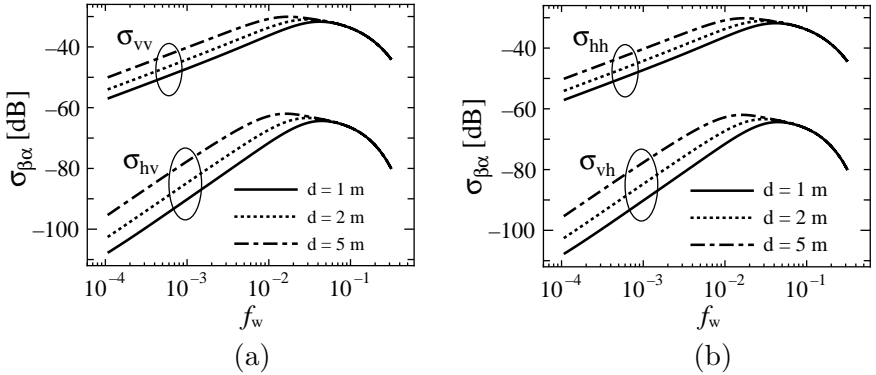 σβα [dB]
−40
−60
−80
−100
σvv
σhv
d = 1 m
d = 2 m
d = 5 m
10−4
10−3
10−2
10−1
fw
(a)
σβα [dB]
−40
−60
−80
−100
σhh
σvh
d = 1 m
d = 2 m
d = 5 m
10−4
10−3
10−2
10−1
fw
(b)